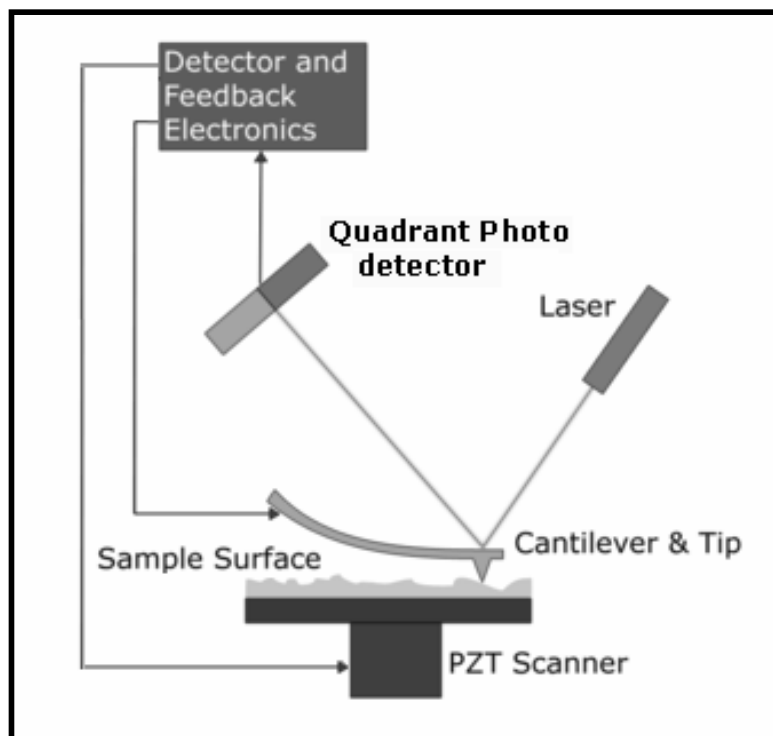 Detector and
Feedback
Electronics
Quadrant Photo
detector
Laser
Cantilever & Tip
Sample Surface
PZT Scanner